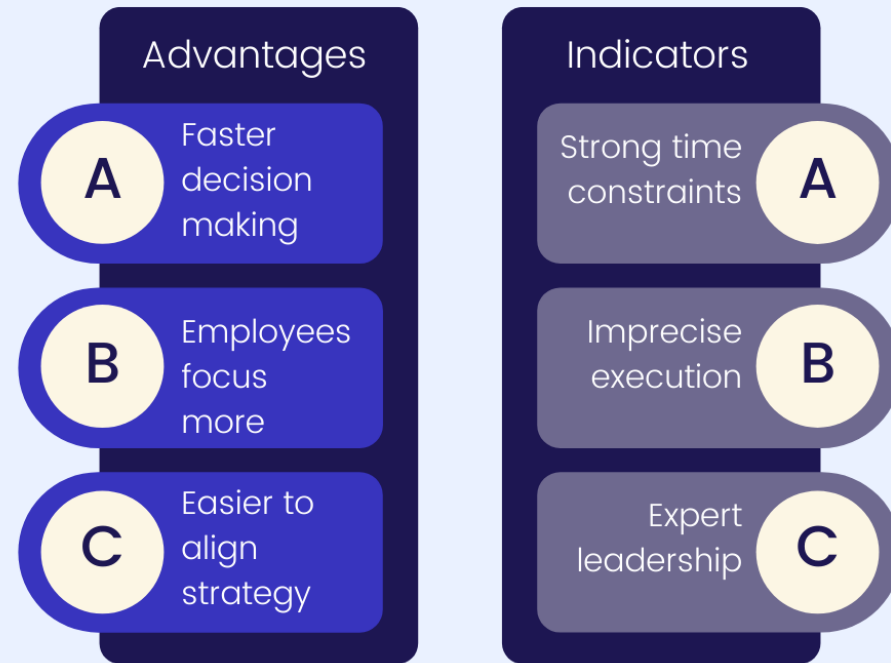 Advantages
A
Faster
decision
making
B
Employees
focus
more
C
Easier to
align
strategy
Indicators
Strong time
constraints
A
Imprecise
execution
B
Expert
leadership
C